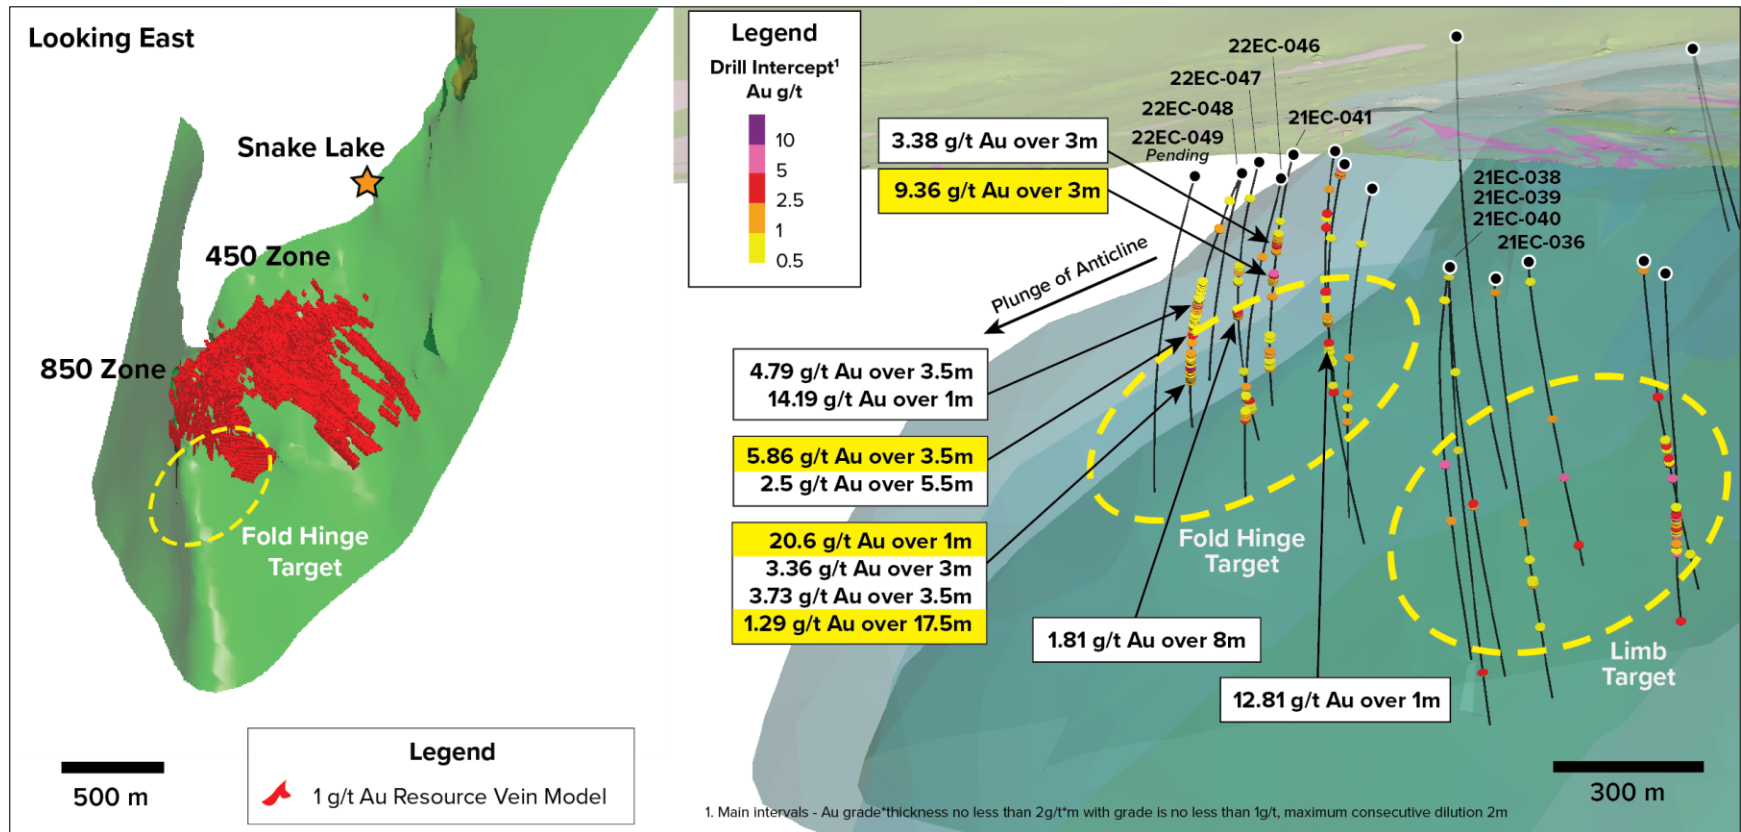 Looking East
Snake Lake
450 Zone
850 Zone
Fold Hinge
Target
500 m
Legend
1 g/t Au Resource Vein Model
Legend
Drill Intercept¹
Au g/t
10
5
2.5
1
0.5
22EC-046
22EC-047
22EC-048
22EC-049
Pending
21EC-041
3.38 g/t Au over 3m
9.36 g/t Au over 3m
Plunge of Anticline
21EC-038
21EC-039
21EC-040
21EC-036
4.79 g/t Au over 3.5m
14.19 g/t Au over 1m
5.86 g/t Au over 3.5m
2.5 g/t Au over 5.5m
20.6 g/t Au over 1m
3.36 g/t Au over 3m
3.73 g/t Au over 3.5m
1.29 g/t Au over 17.5m
Fold Hinge
Target
1.81 g/t Au over 8m
12.81 g/t Au over 1m
Limb
Target
300 m
1. Main intervals - Au grade*thickness no less than 2g/t*m with grade is no less than 1g/t, maximum consecutive dilution 2m